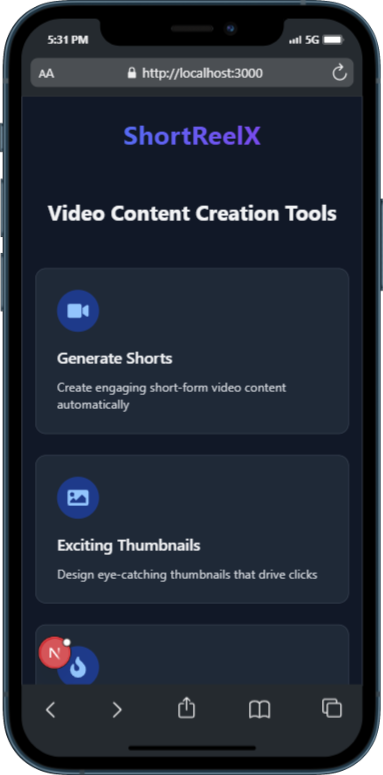 5:31 PM
5G
AA
http://localhost:3000
ShortReelX
Video Content Creation Tools
Generate Shorts
Create engaging short-form video content
automatically
Exciting Thumbnails
Design eye-catching thumbnails that drive clicks
N